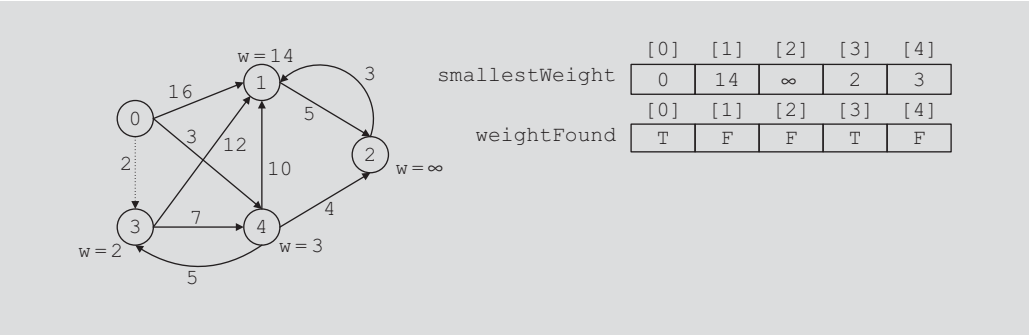 w=14
16
1
3
0
5
3
12
2
2
10
w=∞
4
7
3
4
w=2
w=3
5
[0] [1] [2] [3] [4]
smallestWeight 0 14 ∞ 2 3
[0] [1] [2] [3] [4]
weightFound T F F T F